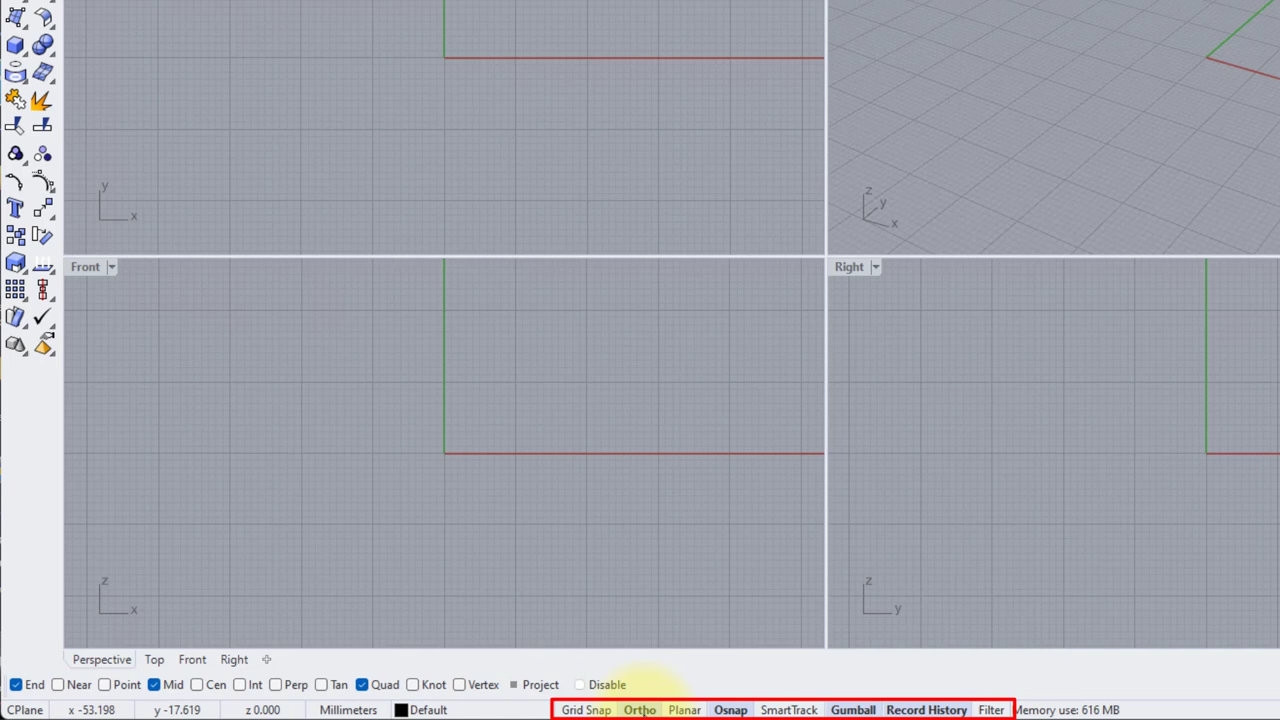 y
x
z
y
x
Front
Right
z
x
z
y
Perspective Top Front Right
End Near Point Mid Cen Int Perp Tan Quad Knot Vertex Project Disable
CPlane x -53.198 y -17.619 z 0.000 Millimeters Default Grid Snap Ortho Planar Osnap SmartTrack Gumball Record History Filter Memory use: 616 MB